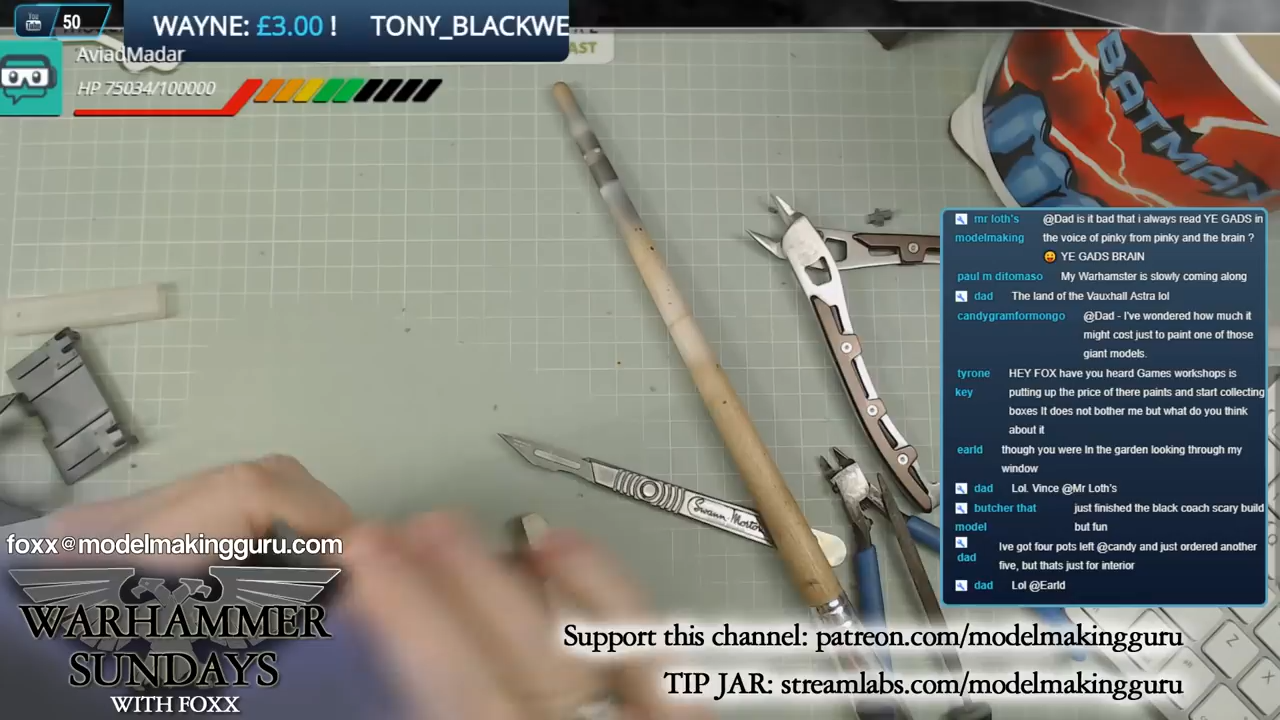 50
WAYNE: £3.00 ! TONY_BLACKWE
AST
AviadMadar
HP 75034/100000
BATMAN
mr loth's modelmaking @Dad is it bad that i always read YE GADS in
the voice of pinky from pinky and the brain ?
YE GADS BRAIN
paul m ditomaso My Warhamster is slowly coming along
dad The land of the Vauxhall Astra lol
candygramformongo @Dad - I've wondered how much it
might cost just to paint one of those
giant models.
tyrone key HEY FOX have you heard Games workshops is
putting up the price of there paints and start collecting
boxes It does not bother me but what do you think
about it
earld though you were In the garden looking through my
window
dad Lol. Vince @Mr Loth's
butcher that model just finished the black coach scary build
but fun
dad Ive got four pots left @candy and just ordered another
five, but thats just for interior
dad Lol @Earld
Swann-Morton
foxx@modelmakingguru.com
WARHAMMER
SUNDAYS
WITH FOXX
Support this channel: patreon.com/modelmakingguru
TIP JAR: streamlabs.com/modelmakingguru
Z
X